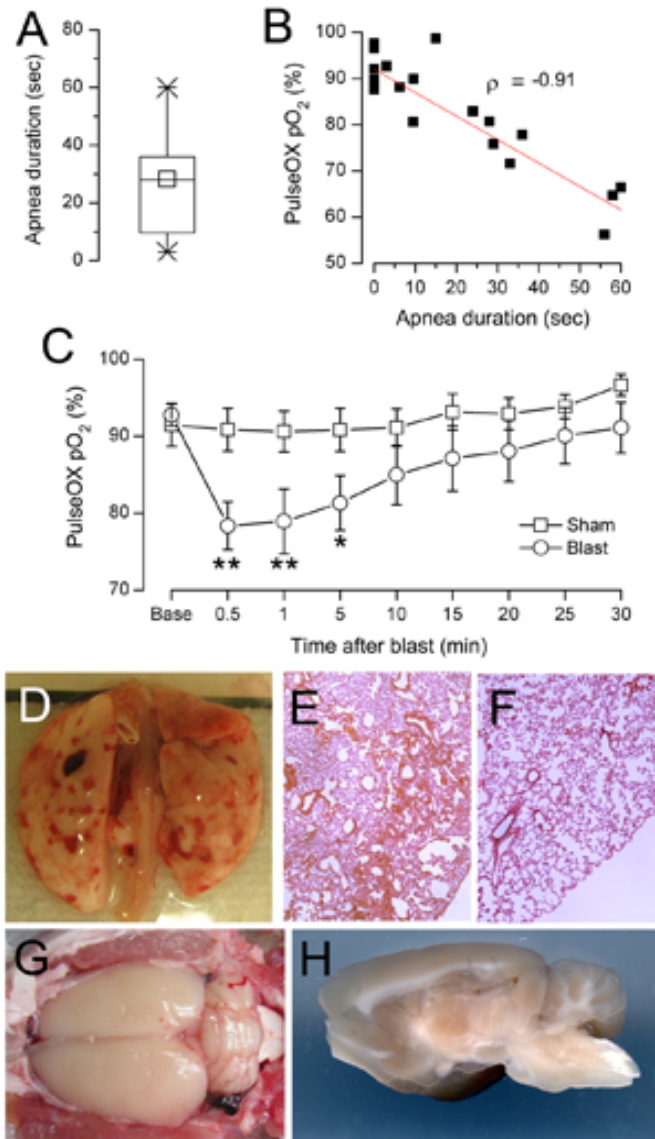 A
Apnea duration (sec)
80
60
40
20
0
B
PulseOX pO₂ (%)
100
90
80
70
60
50
ρ = -0.91
0 10 20 30 40 50 60
Apnea duration (sec)
C
PulseOX pO₂ (%)
100
90
80
70
** ** *
Sham
Blast
Base 0.5 1 5 10 15 20 25 30
Time after blast (min)
D
E
F
G
H